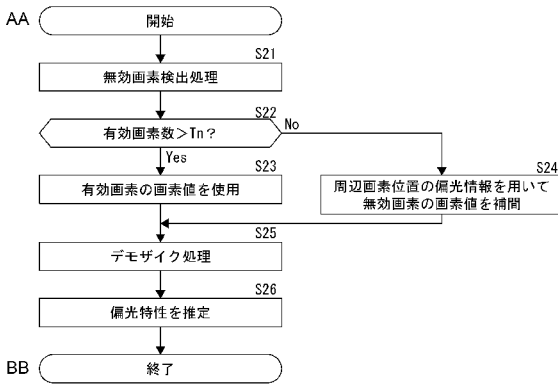 AA
開始
S21
無効画素検出処理
S22
有効画素数>Tn?
No
Yes
S23
有効画素の画素値を使用
S24
周辺画素位置の偏光情報を用いて
無効画素の画素値を補間
S25
デモザイク処理
S26
偏光特性を推定
BB
終了